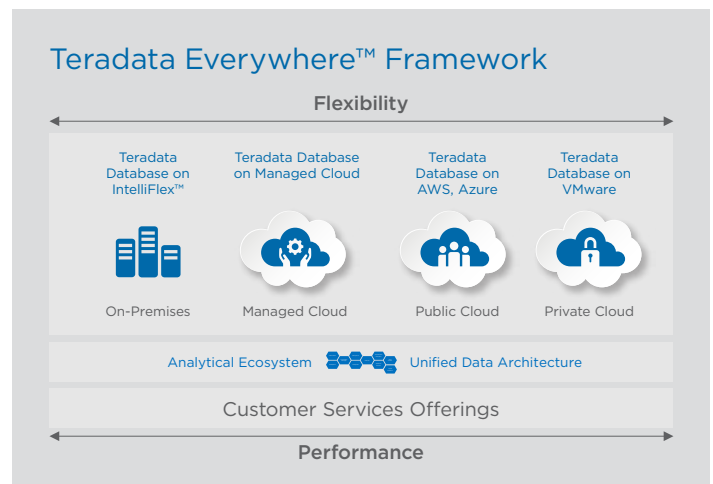 Teradata Everywhere™ Framework
Flexibility
Teradata
Database on
IntelliFlex™
Teradata Database
on Managed Cloud
Teradata
Database on
AWS, Azure
Teradata
Database on
VMware
On-Premises
Managed Cloud
Public Cloud
Private Cloud
Analytical Ecosystem
Unified Data Architecture
Customer Services Offerings
Performance